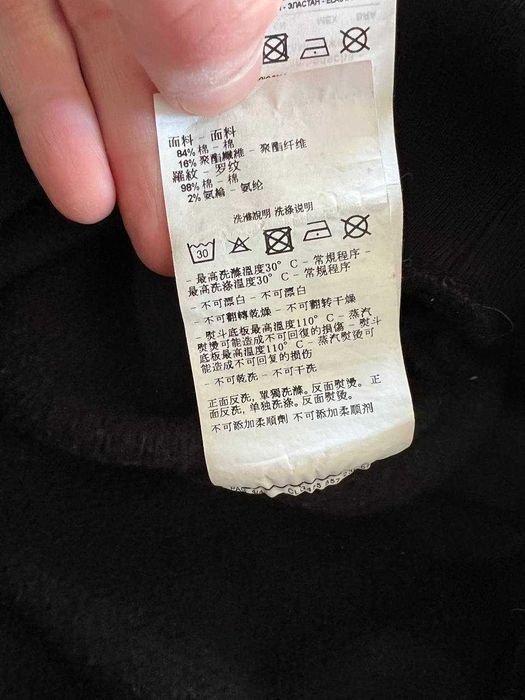 面料 - 面料
84% 棉 - 棉
16% 聚酯纖維 - 聚酯纤维
羅紋 - 罗纹
98% 棉 - 棉
2% 氨綸 - 氨纶
洗滌說明 洗涤说明
30
- 最高洗滌溫度30° C - 常規程序 -
最高洗涤温度30° C - 常规程序
- 不可漂白 - 不可漂白
- 不可翻轉乾燥 - 不可翻转干燥
- 熨斗底板最高溫度110° C - 蒸汽
熨燙可能造成不可回復的損傷 - 熨斗
底板最高温度110° C - 蒸汽熨烫可
能造成不可回复的损伤
- 不可乾洗 - 不可干洗
正面反洗, 單獨洗滌。反面熨燙。 正
面反洗, 单独洗涤。反面熨烫。
不可添加柔順劑 不可添加柔顺剂